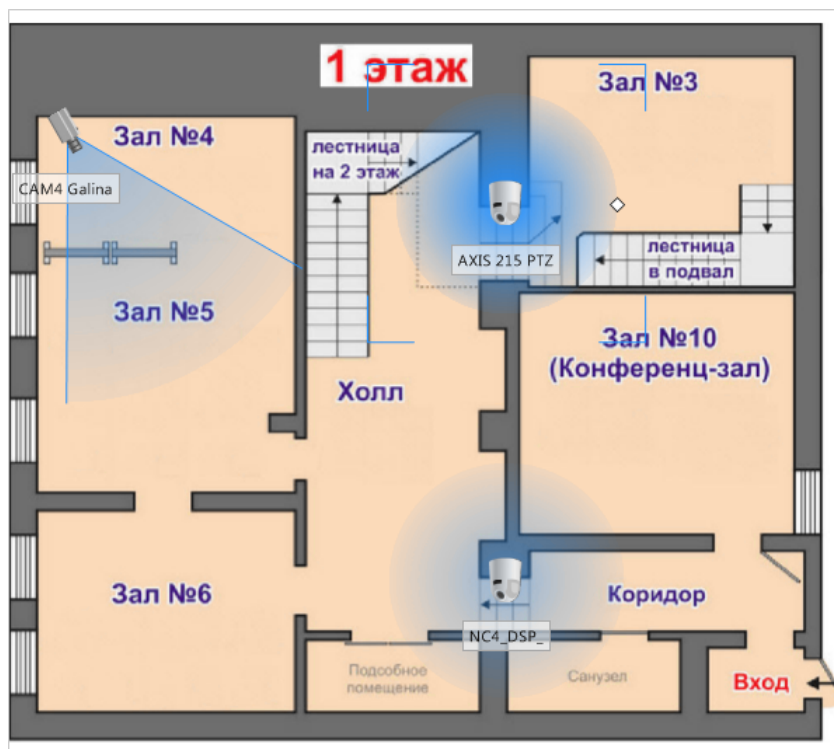 1 этаж
Зал №3
Зал №4
лестница
на 2 этаж
CAM4 Galina
AXIS 215 PTZ
лестница
в подвал
Зал №5
Зал №10
(Конференц-зал)
Холл
Зал №6
Коридор
NC4_DSP_
Подсобное
помещение
Санузел
Вход